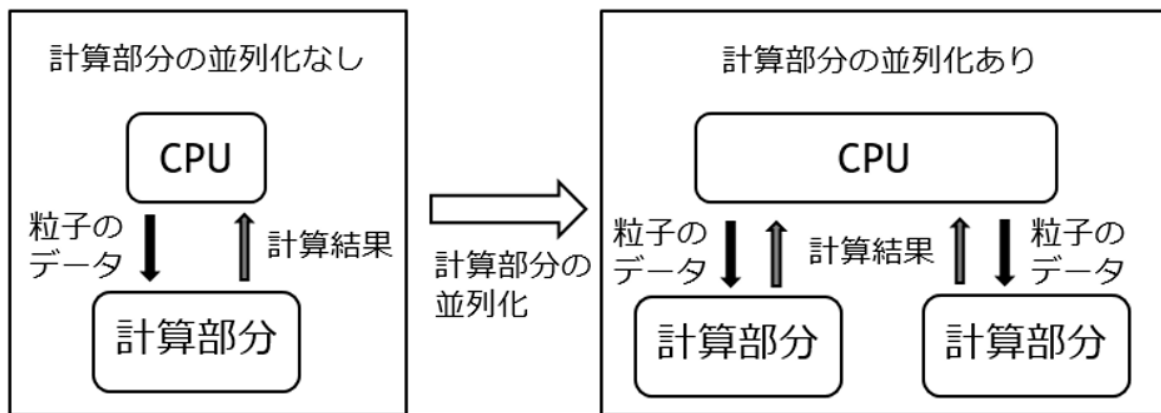 計算部分の並列化なし
CPU
粒子の
データ
計算結果
計算部分
計算部分の
並列化
計算部分の並列化あり
CPU
粒子の
データ
計算結果
粒子の
データ
計算部分
計算部分